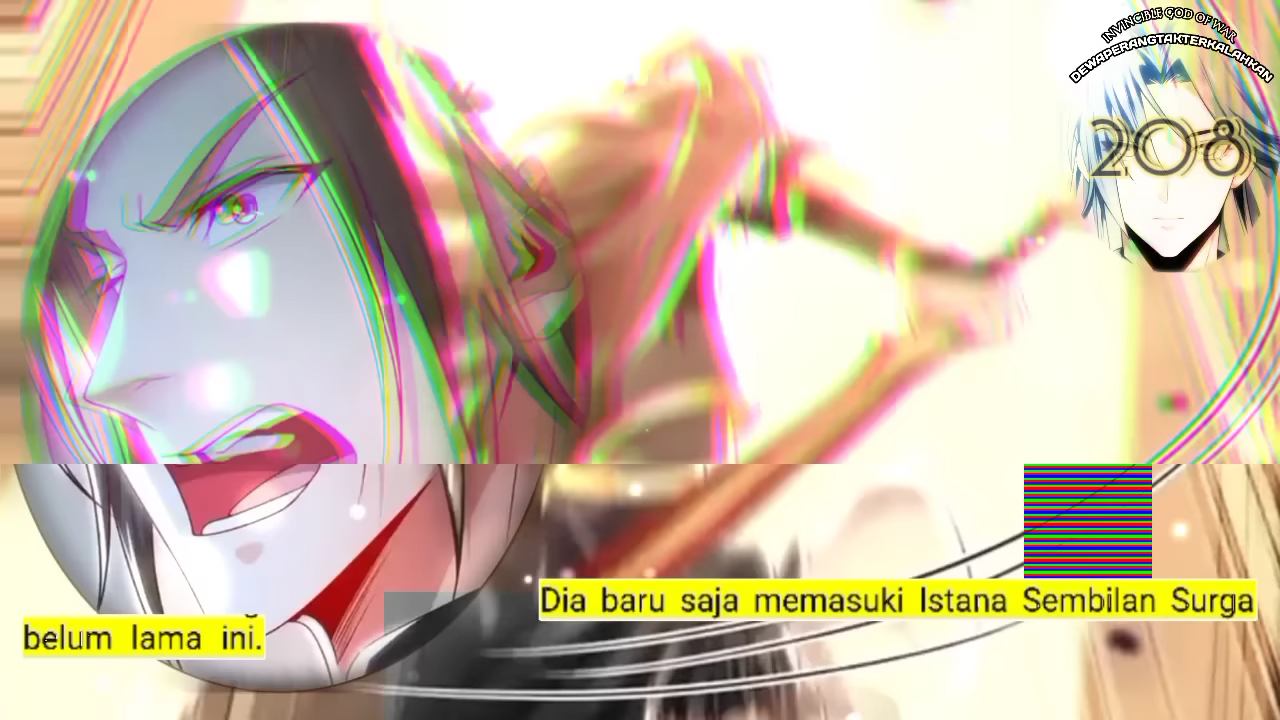 INVINCIBLE GOD OF WAR
DEWAPERANGTAKTERKALAHKAN
208
Dia baru saja memasuki Istana Sembilan Surga
belum lama ini.